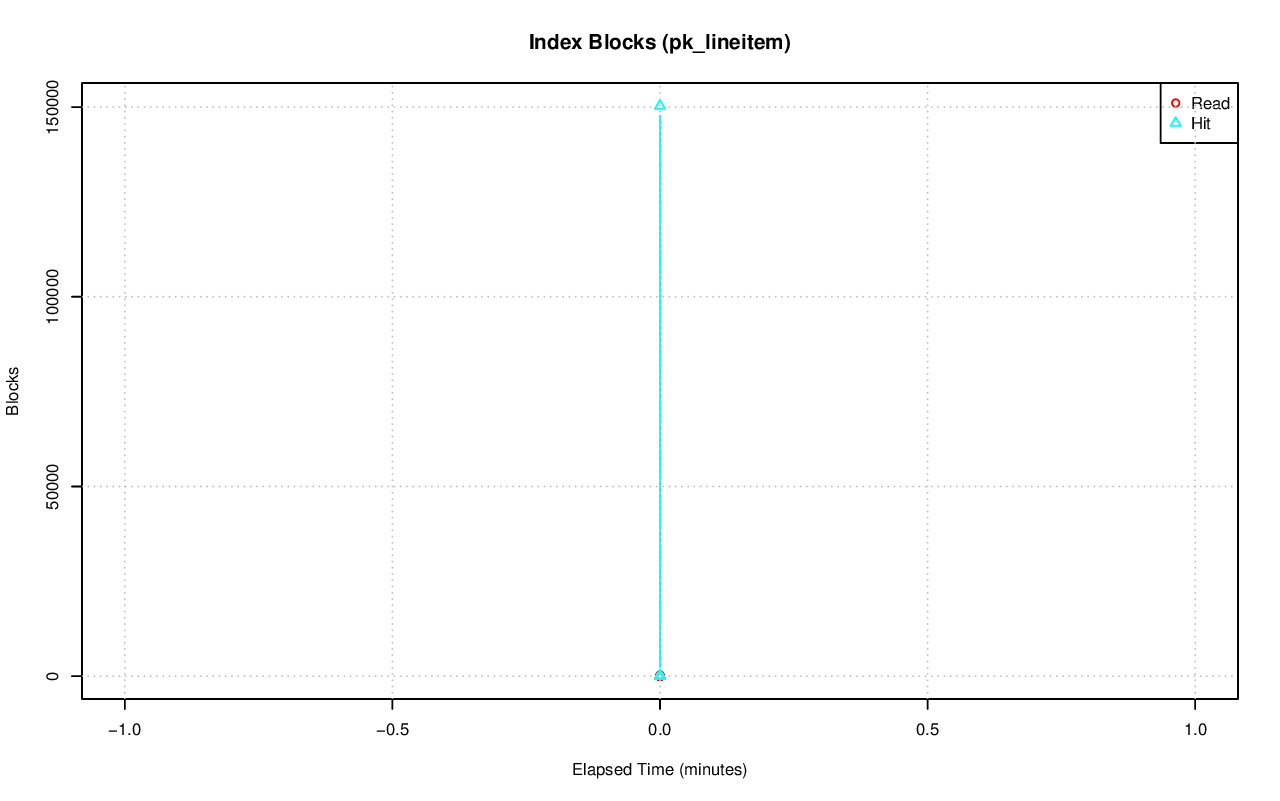 Index Blocks (pk_lineitem)
Read
Hit
150000
100000
50000
0
Blocks
−1.0
−0.5
0.0
0.5
1.0
Elapsed Time (minutes)